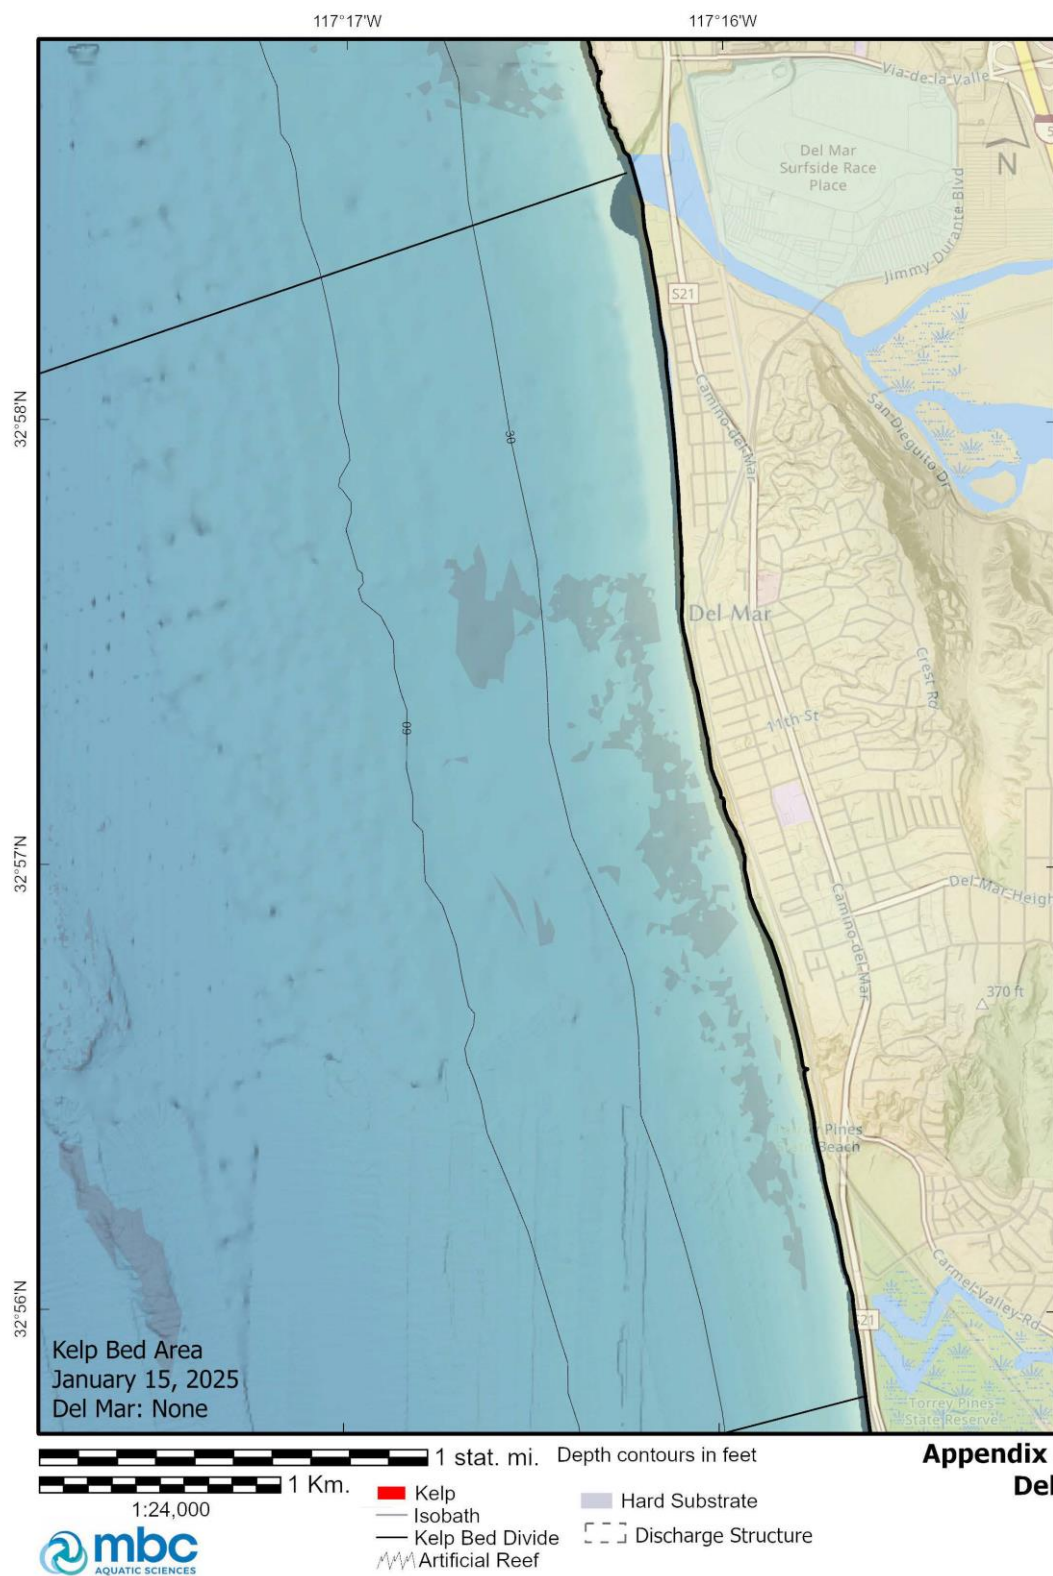 117°17'W
117°16'W
Via de la Valle
5
Del Mar
Surfside Race
Place
N
Jimmy Durante Blvd
S21
32°58'N
Camino del Mar
San Dieguito Dr
30
Del Mar
Crest Rd
11th St
60
32°57'N
Del Mar Heigh
Camino del Mar
370 ft
Pines
Beach
Carmel Valley Rd
32°56'N
S21
Kelp Bed Area
January 15, 2025
Del Mar: None
Torrey Pines
State Reserve
1 stat. mi.
Depth contours in feet
Appendix
Del
1 Km.
1:24,000
Kelp
Isobath
Kelp Bed Divide
Artificial Reef
Hard Substrate
Discharge Structure
mbc
AQUATIC SCIENCES